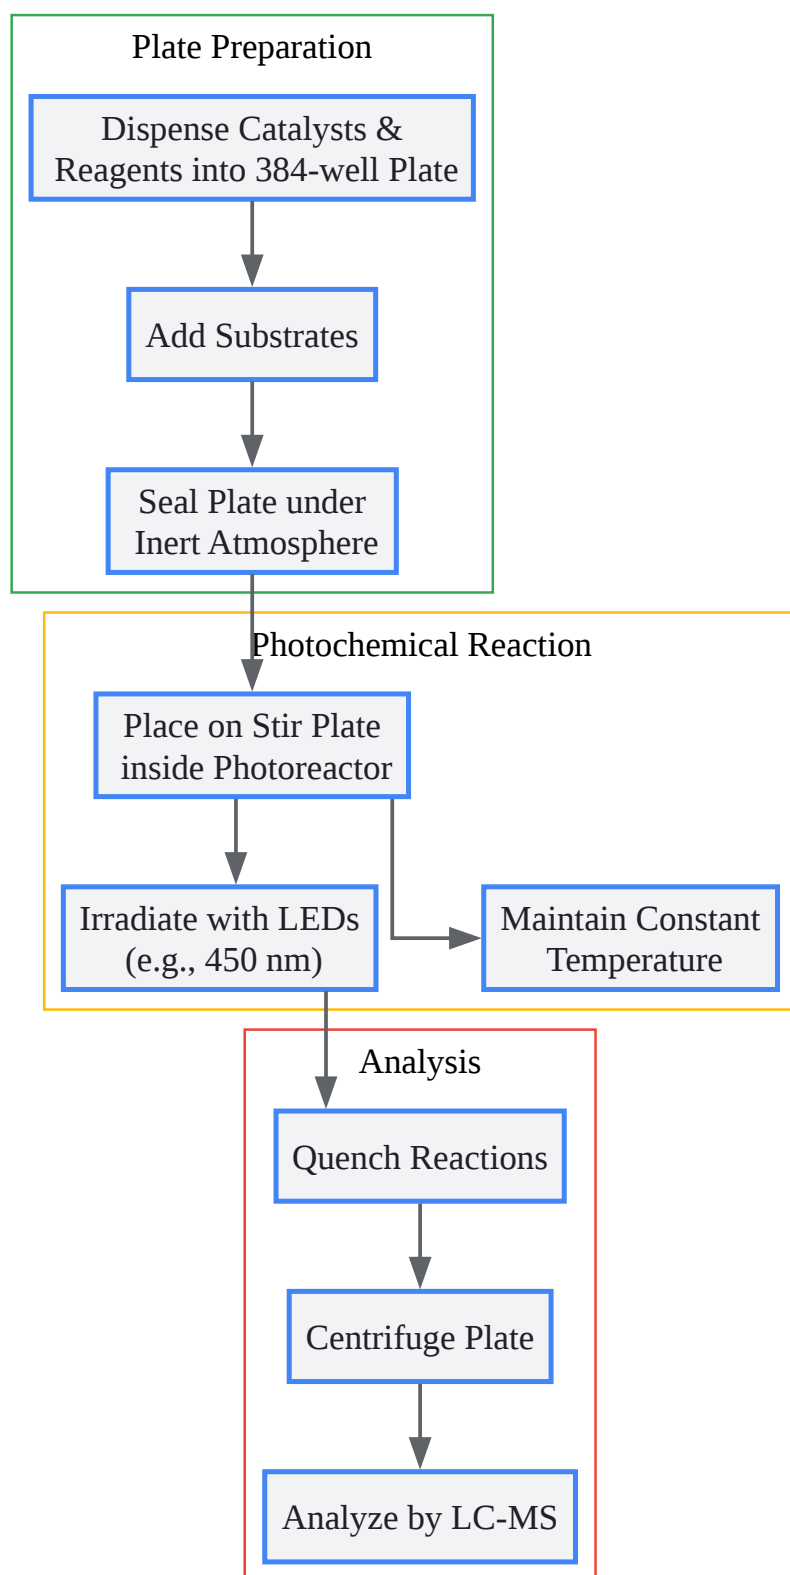 Plate Preparation
Dispense Catalysts &
Reagents into 384-well Plate
Add Substrates
Seal Plate under
Inert Atmosphere
Photochemical Reaction
Place on Stir Plate
inside Photoreactor
Irradiate with LEDs
(e.g., 450 nm)
Maintain Constant
Temperature
Analysis
Quench Reactions
Centrifuge Plate
Analyze by LC-MS